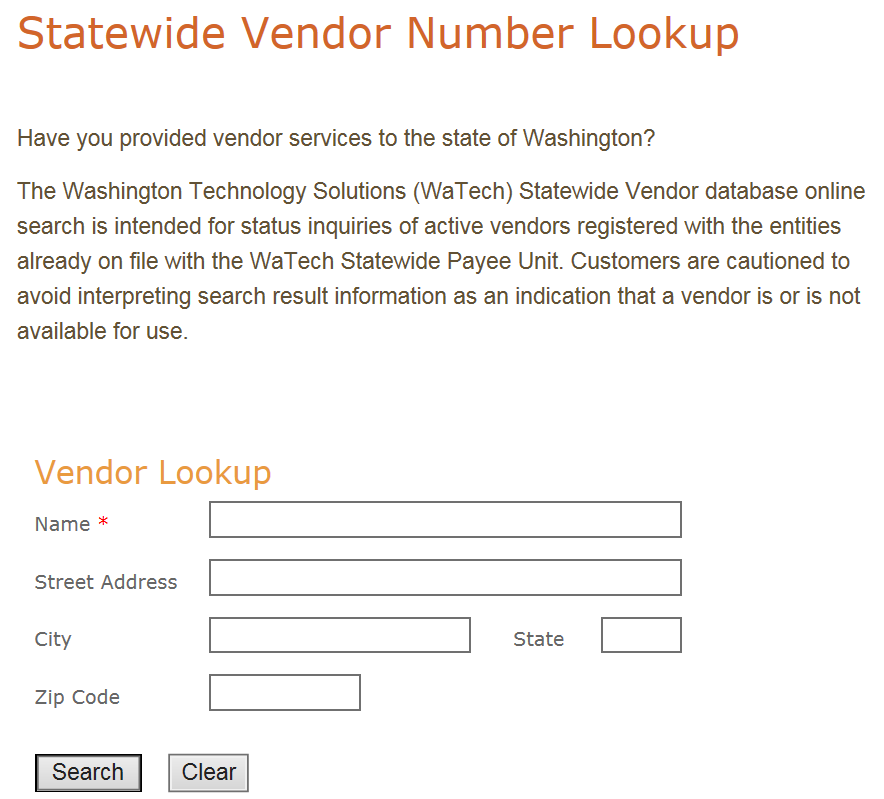 Statewide Vendor Number Lookup
Have you provided vendor services to the state of Washington?
The Washington Technology Solutions (WaTech) Statewide Vendor database online
search is intended for status inquiries of active vendors registered with the entities
already on file with the WaTech Statewide Payee Unit. Customers are cautioned to
avoid interpreting search result information as an indication that a vendor is or is not
available for use.
Vendor Lookup
Name *
Street Address
City State
Zip Code
Search Clear